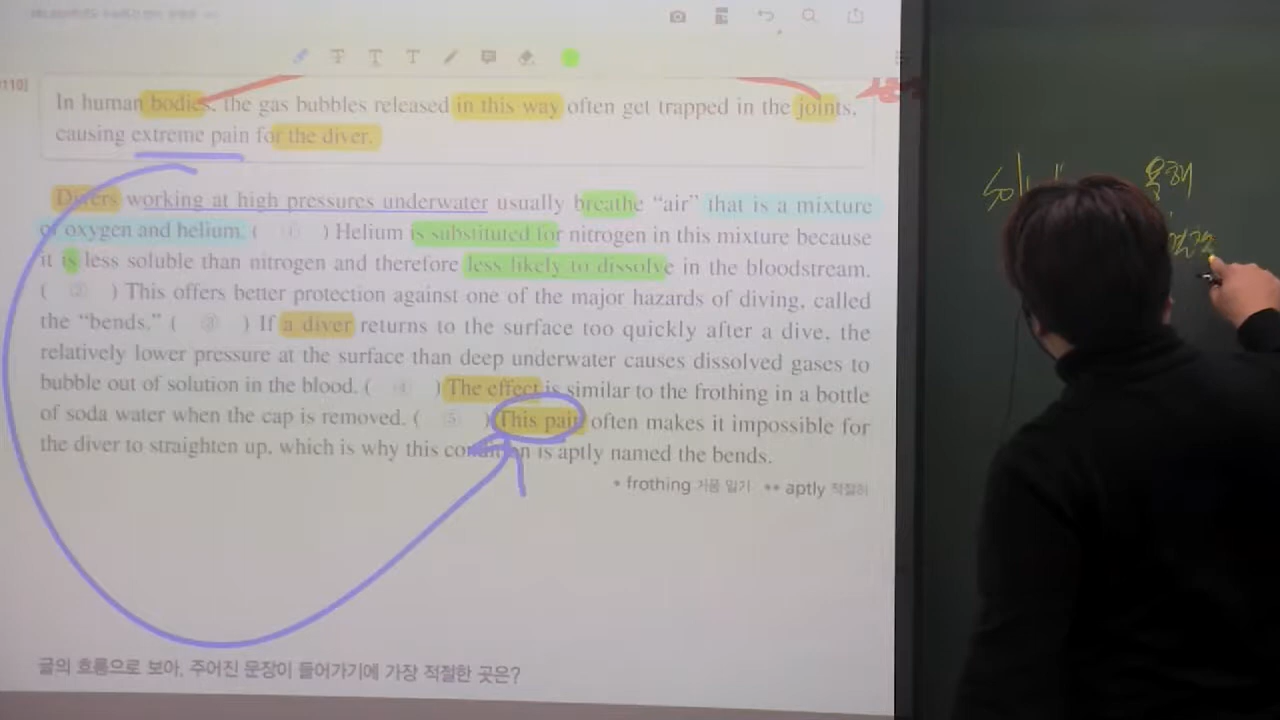 110]
In human bodies, the gas bubbles released in this way often get trapped in the joints,
causing extreme pain for the diver.
Divers working at high pressures underwater usually breathe “air” that is a mixture
of oxygen and helium. ( ① ) Helium is substituted for nitrogen in this mixture because
it is less soluble than nitrogen and therefore less likely to dissolve in the bloodstream.
( ② ) This offers better protection against one of the major hazards of diving, called
the “bends.” ( ③ ) If a diver returns to the surface too quickly after a dive, the
relatively lower pressure at the surface than deep underwater causes dissolved gases to
bubble out of solution in the blood. ( ④ ) The effect is similar to the frothing in a bottle
of soda water when the cap is removed. ( ⑤ ) This pain often makes it impossible for
the diver to straighten up, which is why this condition is aptly named the bends.
* frothing 거품 일기 ** aptly 적절히
글의 흐름으로 보아, 주어진 문장이 들어가기에 가장 적절한 곳은?
용해